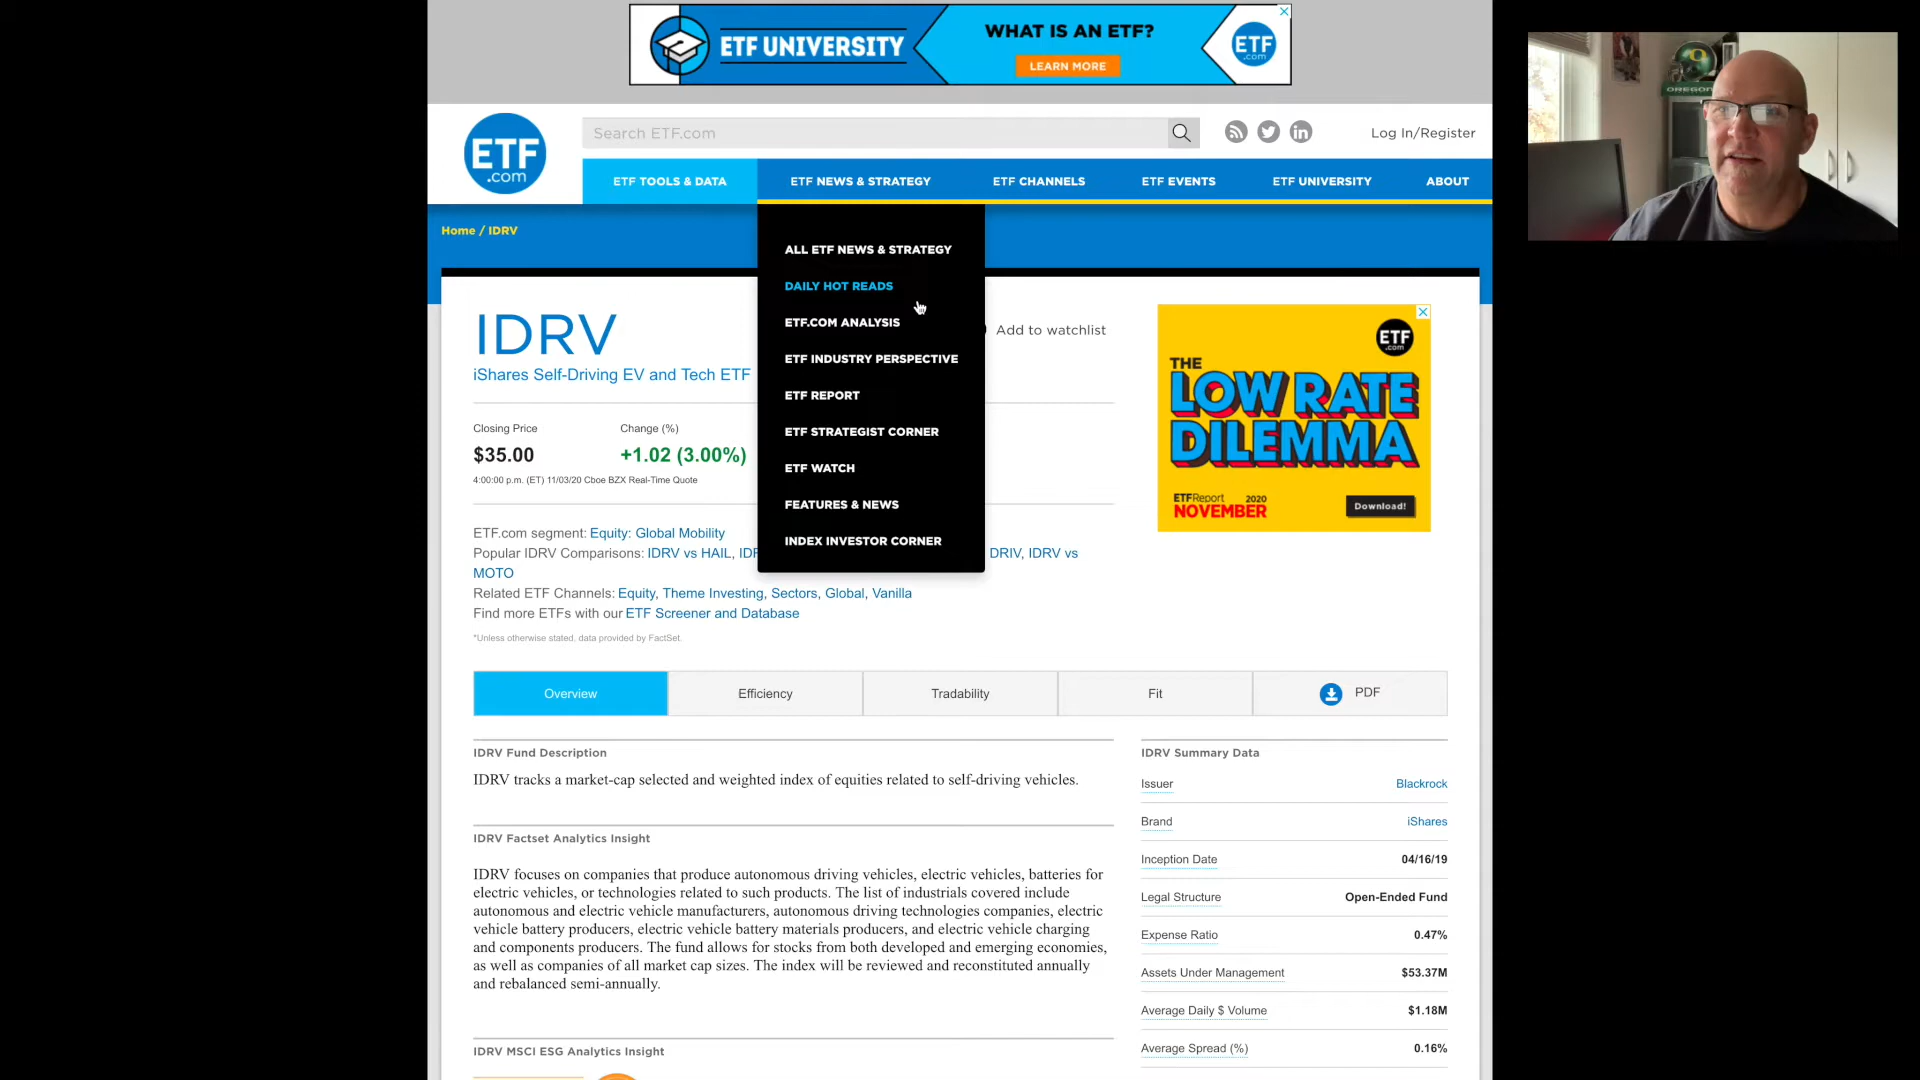 ETF UNIVERSITY
WHAT IS AN ETF?
LEARN MORE
ETF
.com
ETF
.com
Search ETF.com
Log In/Register
OREGON
ETF TOOLS & DATA
ETF NEWS & STRATEGY
ETF CHANNELS
ETF EVENTS
ETF UNIVERSITY
ABOUT
Home / IDRV
ALL ETF NEWS & STRATEGY
DAILY HOT READS
ETF.COM ANALYSIS
ETF INDUSTRY PERSPECTIVE
ETF REPORT
ETF STRATEGIST CORNER
ETF WATCH
FEATURES & NEWS
INDEX INVESTOR CORNER
IDRV
iShares Self-Driving EV and Tech ETF
Add to watchlist
Closing Price
$35.00
Change (%)
+1.02 (3.00%)
4:00:00 p.m. (ET) 11/03/20 Cboe BZX Real-Time Quote
ETF
.com
THE
LOW RATE
DILEMMA
ETFReport 2020
NOVEMBER
Download!
ETF.com segment: Equity: Global Mobility
Popular IDRV Comparisons: IDRV vs HAIL, DRIV, IDRV vs
MOTO
Related ETF Channels: Equity, Theme Investing, Sectors, Global, Vanilla
Find more ETFs with our ETF Screener and Database
*Unless otherwise stated, data provided by FactSet.
Overview
Efficiency
Tradability
Fit
PDF
IDRV Fund Description
IDRV tracks a market-cap selected and weighted index of equities related to self-driving vehicles.
IDRV Factset Analytics Insight
IDRV focuses on companies that produce autonomous driving vehicles, electric vehicles, batteries for
electric vehicles, or technologies related to such products. The list of industrials covered include
autonomous and electric vehicle manufacturers, autonomous driving technologies companies, electric
vehicle battery producers, electric vehicle battery materials producers, and electric vehicle charging
and components producers. The fund allows for stocks from both developed and emerging economies,
as well as companies of all market cap sizes. The index will be reviewed and reconstituted annually
and rebalanced semi-annually.
IDRV MSCI ESG Analytics Insight
IDRV Summary Data
Issuer Blackrock
Brand iShares
Inception Date 04/16/19
Legal Structure Open-Ended Fund
Expense Ratio 0.47%
Assets Under Management $53.37M
Average Daily $ Volume $1.18M
Average Spread (%) 0.16%